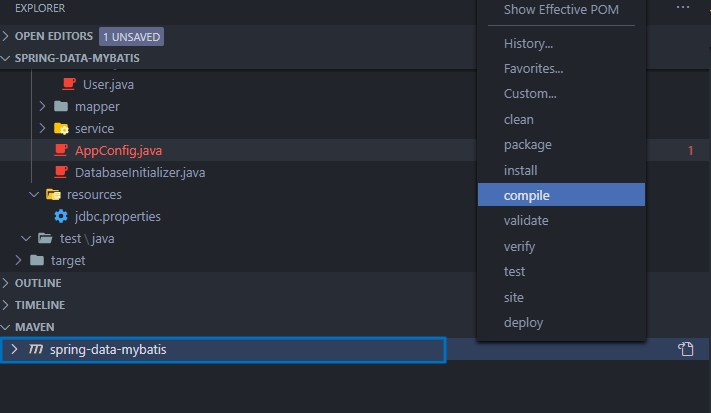 EXPLORER
OPEN EDITORS 1 UNSAVED
SPRING-DATA-MYBATIS
User.java
mapper
service
AppConfig.java 1
DatabaseInitializer.java
resources
jdbc.properties
test\java
target
OUTLINE
TIMELINE
MAVEN
spring-data-mybatis
Show Effective POM
History...
Favorites...
Custom...
clean
package
install
compile
validate
verify
test
site
deploy